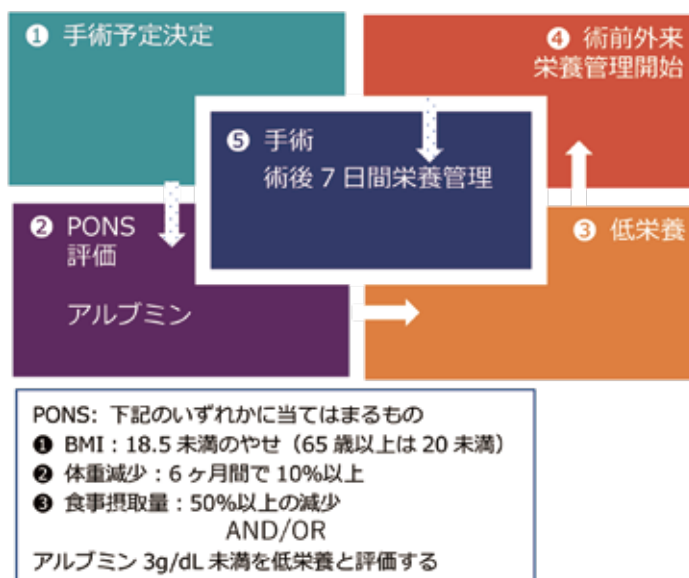 ❶ 手術予定決定
❷ PONS
評価
アルブミン
❸ 低栄養
❹ 術前外来
栄養管理開始
❺ 手術
術後 7 日間栄養管理
PONS: 下記のいずれかに当てはまるもの
❶ BMI：18.5 未満のやせ（65 歳以上は 20 未満）
❷ 体重減少：6 ヶ月間で 10%以上
❸ 食事摂取量：50%以上の減少
AND/OR
アルブミン 3g/dL 未満を低栄養と評価する